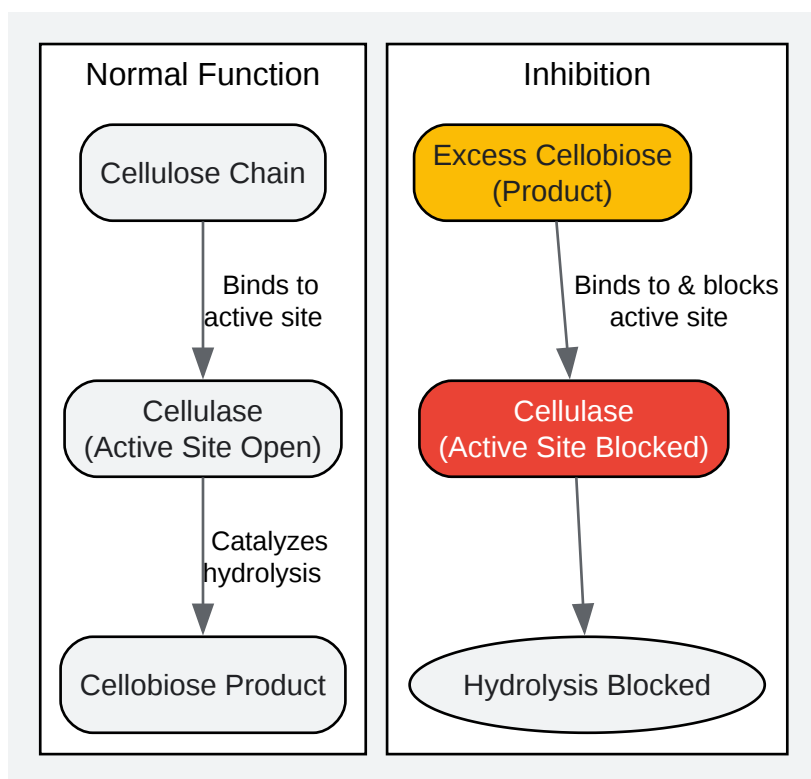 Normal Function
Cellulose Chain
Binds to
active site
Cellulase
(Active Site Open)
Catalyzes
hydrolysis
Cellobiose Product
Inhibition
Excess Cellobiose
(Product)
Binds to & blocks
active site
Cellulase
(Active Site Blocked)
Hydrolysis Blocked